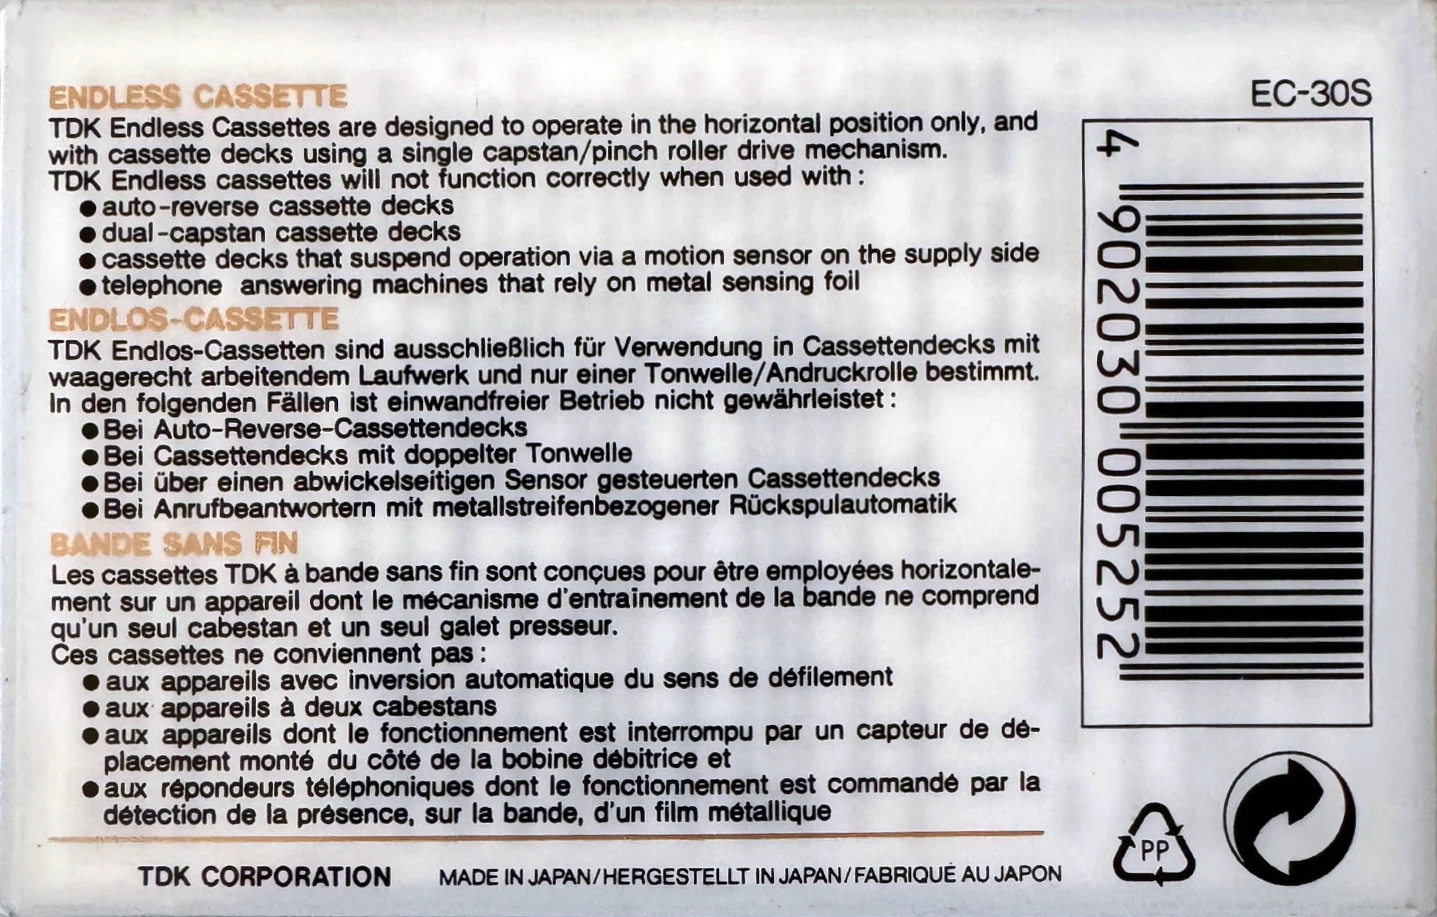 ENDLESS CASSETTE
TDK Endless Cassettes are designed to operate in the horizontal position only, and
with cassette decks using a single capstan/pinch roller drive mechanism.
TDK Endless cassettes will not function correctly when used with :
● auto-reverse cassette decks
● dual-capstan cassette decks
● cassette decks that suspend operation via a motion sensor on the supply side
● telephone answering machines that rely on metal sensing foil
ENDLOS-CASSETTE
TDK Endlos-Cassetten sind ausschließlich für Verwendung in Cassettendecks mit
waagerecht arbeitendem Laufwerk und nur einer Tonwelle/Andruckrolle bestimmt.
In den folgenden Fällen ist einwandfreier Betrieb nicht gewährleistet :
● Bei Auto-Reverse-Cassettendecks
● Bei Cassettendecks mit doppelter Tonwelle
● Bei über einen abwickelseitigen Sensor gesteuerten Cassettendecks
● Bei Anrufbeantwortern mit metallstreifenbezogener Rückspulautomatik
BANDE SANS FIN
Les cassettes TDK à bande sans fin sont conçues pour être employées horizontale-
ment sur un appareil dont le mécanisme d'entraînement de la bande ne comprend
qu'un seul cabestan et un seul galet presseur.
Ces cassettes ne conviennent pas :
● aux appareils avec inversion automatique du sens de défilement
● aux appareils à deux cabestans
● aux appareils dont le fonctionnement est interrompu par un capteur de dé-
placement monté du côté de la bobine débitrice et
● aux répondeurs téléphoniques dont le fonctionnement est commandé par la
détection de la présence, sur la bande, d'un film métallique
TDK CORPORATION MADE IN JAPAN/HERGESTELLT IN JAPAN/FABRIQUÉ AU JAPON
EC-30S
4 902030 005252
PP